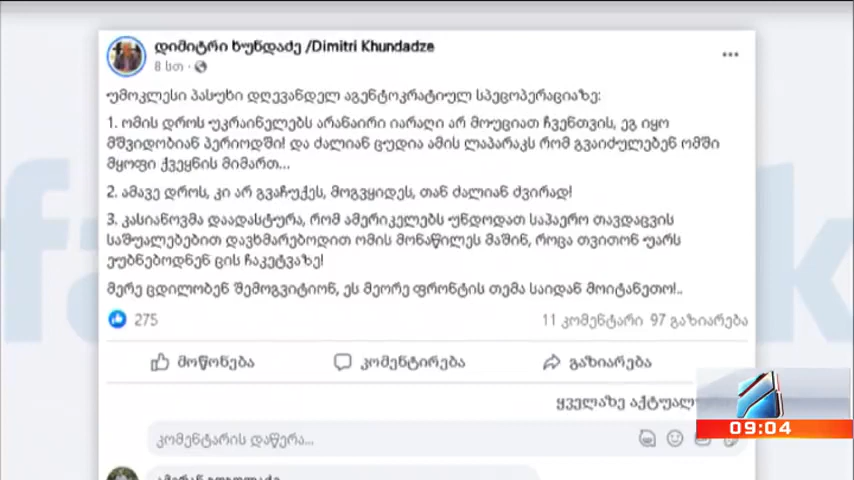 დიმიტრი ხუნდაძე /Dimitri Khundadze
8 სთ ·
უმოკლესი პასუხი დღევანდელ აგენტოკრატიულ სპეცოპერაციაზე:
1. ომის დროს უკრაინელებს არანაირი იარაღი არ მოუციათ ჩვენთვის, ეგ იყო
მშვიდობიან პერიოდში! და ძალიან ცუდია ამის ლაპარაკს რომ გვაიძულებენ ომში
მყოფი ქვეყნის მიმართ...
2. ამავე დროს, კი არ გვაჩუქეს, მოგვყიდეს, თან ძალიან ძვირად!
3. კასიანოვმა დაადასტურა, რომ ამერიკელებს უნდოდათ საჰაერო თავდაცვის
საშუალებებით დავხმარებოდით ომის მონაწილეს მაშინ, როცა თვითონ უარს
ეუბნებოდნენ ცის ჩაკეტვაზე!
მერე ცდილობენ შემოგვიტიონ, ეს მეორე ფრონტის თემა საიდან მოიტანეთო!..
275
11 კომენტარი 97 გაზიარება
მოწონება კომენტირება გაზიარება
ყველაზე
კომენტარის დაწერა...
09:04